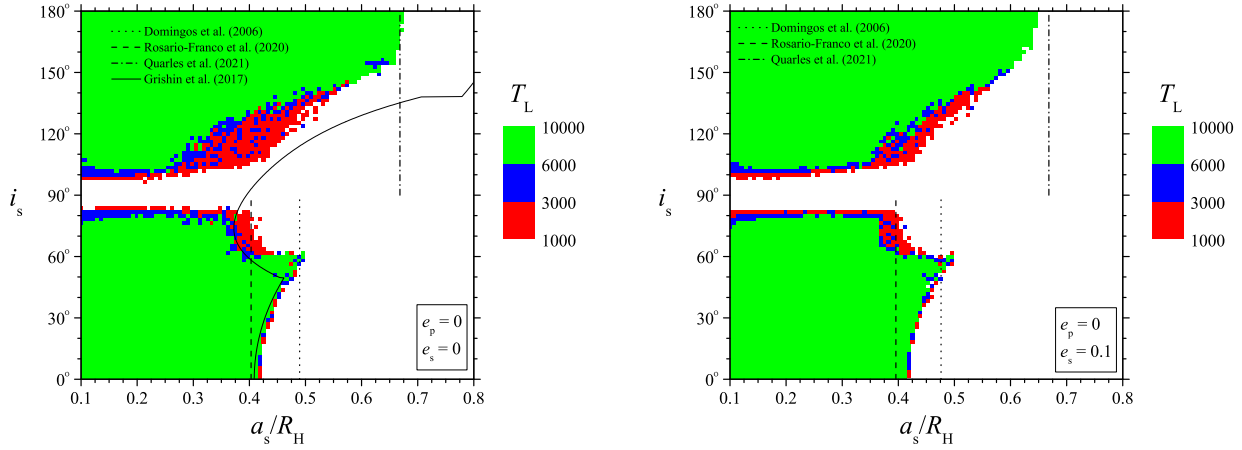 Domingos et al. (2006)
Rosario-Franco et al. (2020)
Quarles et al. (2021)
Grishin et al. (2017)
180°
150°
120°
90°
60°
30°
0°
i_s
0.1 0.2 0.3 0.4 0.5 0.6 0.7 0.8
a_s/R_H
e_p = 0
e_s = 0
T_L
10000
6000
3000
1000
Domingos et al. (2006)
Rosario-Franco et al. (2020)
Quarles et al. (2021)
180°
150°
120°
90°
60°
30°
0°
i_s
0.1 0.2 0.3 0.4 0.5 0.6 0.7 0.8
a_s/R_H
e_p = 0
e_s = 0.1
T_L
10000
6000
3000
1000